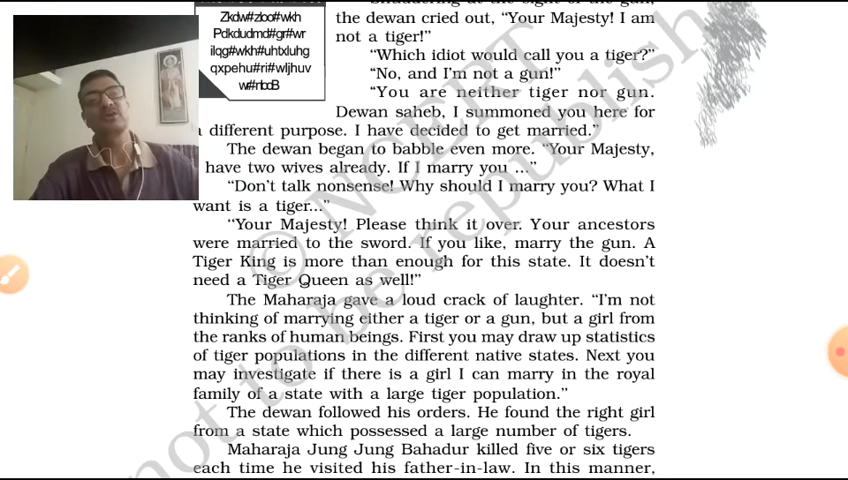 Zkdw#zloo#wkh
Pdkdudmd#gr#wr
ilqg#wkh#uhtxluhg
qxpehu#ri#wljhuv
wr#nlooB
the dewan cried out, “Your Majesty! I am
not a tiger!”
“Which idiot would call you a tiger?”
“No, and I’m not a gun!”
“You are neither tiger nor gun.
Dewan saheb, I summoned you here for
different purpose. I have decided to get married.”
The dewan began to babble even more. “Your Majesty,
have two wives already. If I marry you ...”
“Don’t talk nonsense! Why should I marry you? What I
want is a tiger...”
“Your Majesty! Please think it over. Your ancestors
were married to the sword. If you like, marry the gun. A
Tiger King is more than enough for this state. It doesn’t
need a Tiger Queen as well!”
The Maharaja gave a loud crack of laughter. “I’m not
thinking of marrying either a tiger or a gun, but a girl from
the ranks of human beings. First you may draw up statistics
of tiger populations in the different native states. Next you
may investigate if there is a girl I can marry in the royal
family of a state with a large tiger population.”
The dewan followed his orders. He found the right girl
from a state which possessed a large number of tigers.
Maharaja Jung Jung Bahadur killed five or six tigers
each time he visited his father-in-law. In this manner,
© NCERT
not to be republish